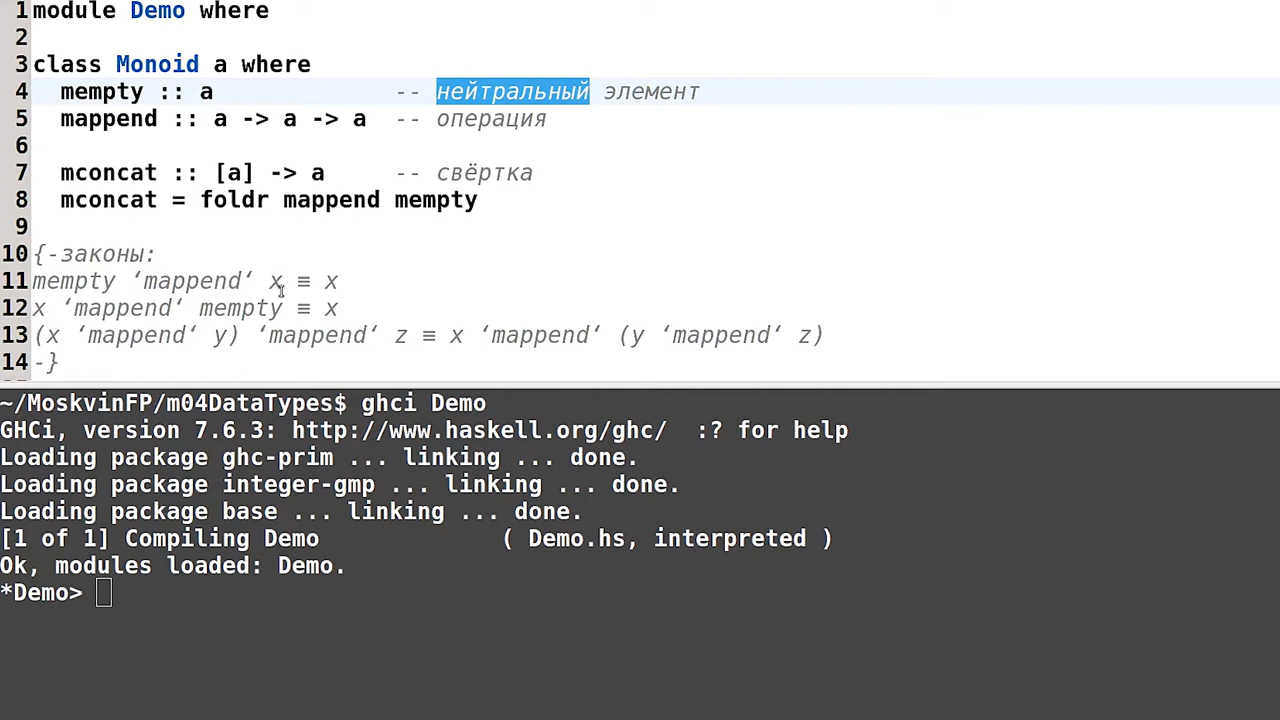 1 module Demo where
2
3 class Monoid a where
4   mempty :: a             -- нейтральный элемент
5   mappend :: a -> a -> a  -- операция
6
7   mconcat :: [a] -> a     -- свёртка
8   mconcat = foldr mappend mempty
9
10 {-законы:
11 mempty ‘mappend‘ x ≡ x
12 x ‘mappend‘ mempty ≡ x
13 (x ‘mappend‘ y) ‘mappend‘ z ≡ x ‘mappend‘ (y ‘mappend‘ z)
14 -}
~/MoskvinFP/m04DataTypes$ ghci Demo
GHCi, version 7.6.3: http://www.haskell.org/ghc/  :? for help
Loading package ghc-prim ... linking ... done.
Loading package integer-gmp ... linking ... done.
Loading package base ... linking ... done.
[1 of 1] Compiling Demo             ( Demo.hs, interpreted )
Ok, modules loaded: Demo.
*Demo>